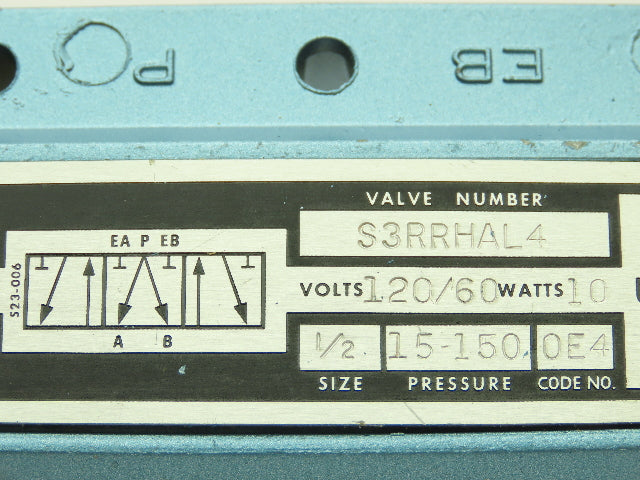 P EB
VALVE NUMBER
S3RRHAL4
EA P EB
S23-006
A B
VOLTS 120/60 WATTS 10
1/2 15-150 0E4
SIZE PRESSURE CODE NO.